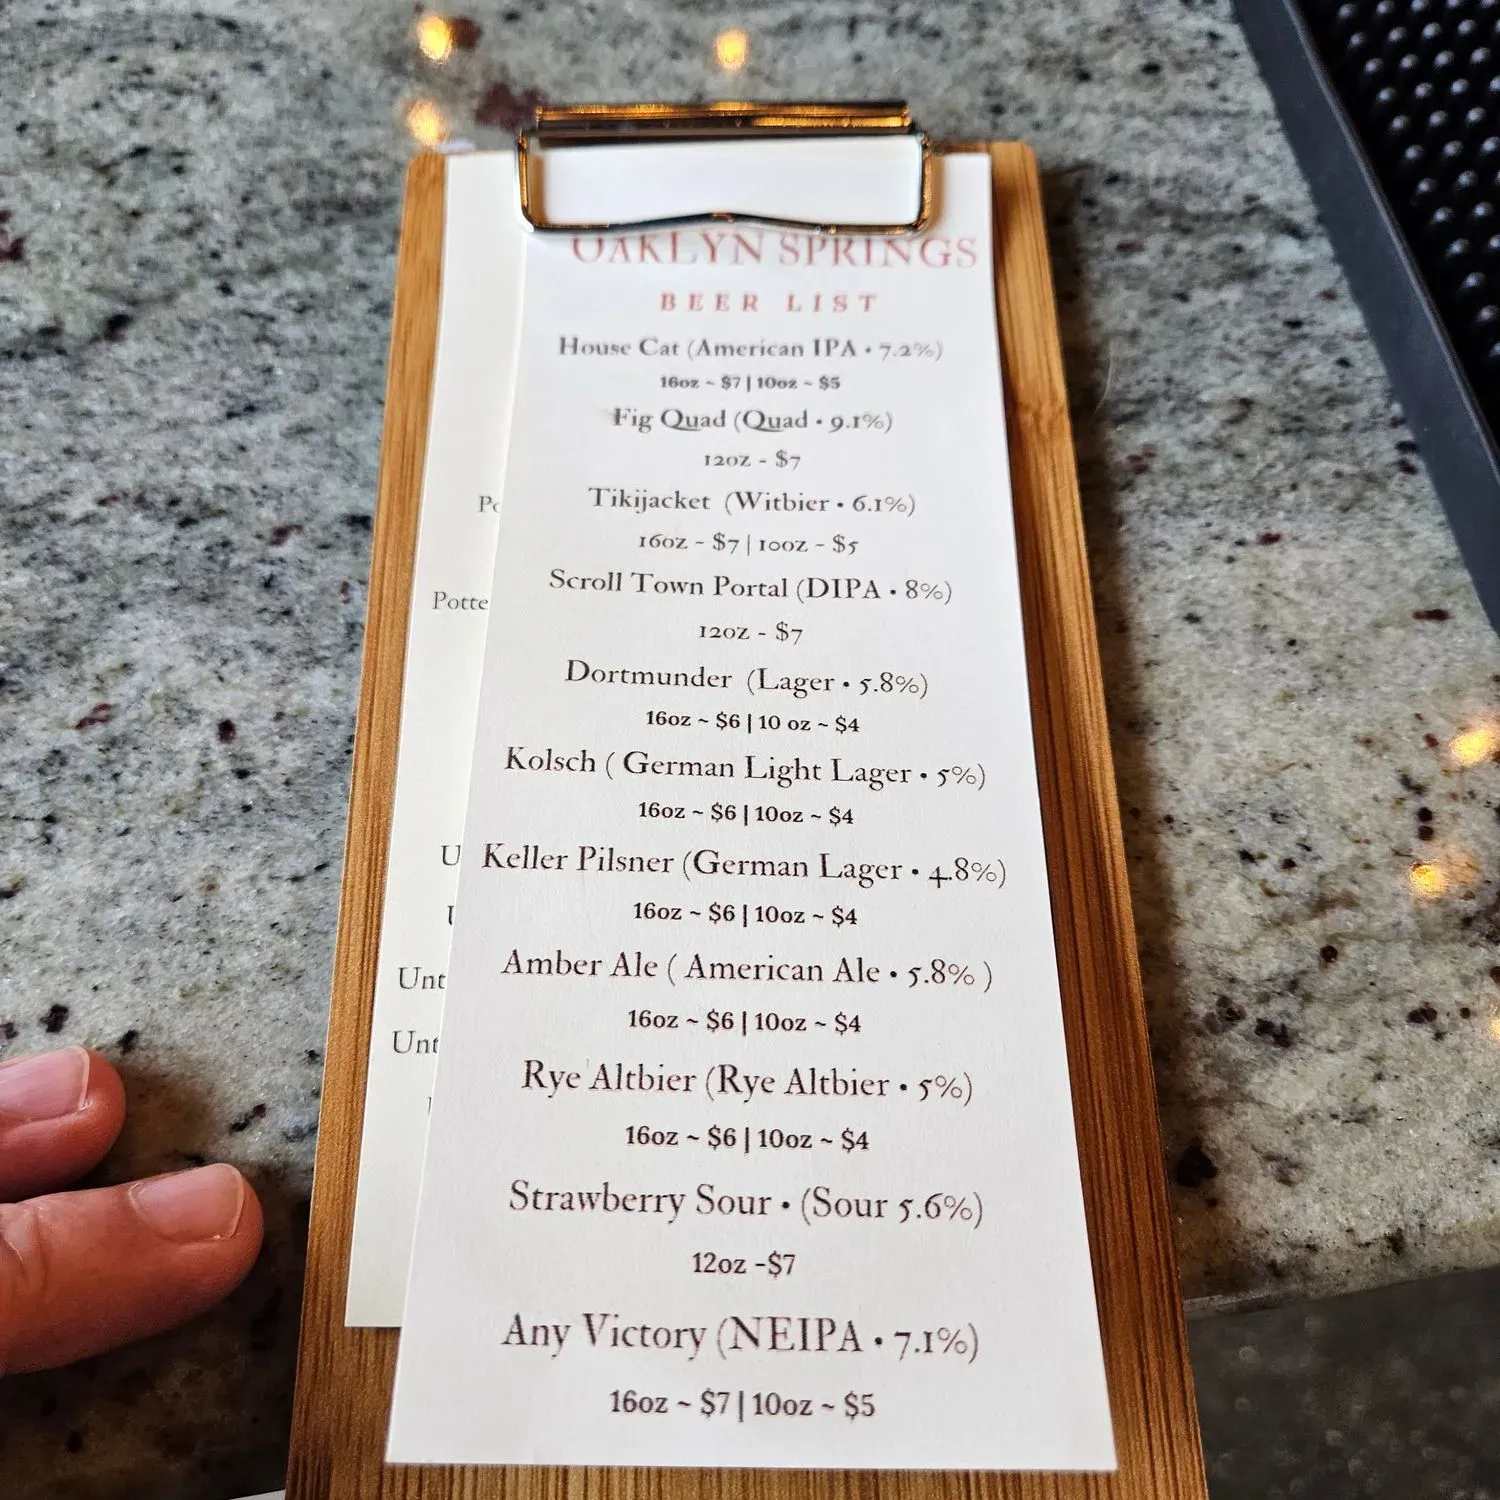 OAKLYN SPRINGS
BEER LIST
House Cat (American IPA • 7.2%)
16oz ~ $7 | 10oz ~ $5
Fig Quad (Quad • 9.1%)
12oz - $7
Tikijacket (Witbier • 6.1%)
16oz - $7 | 10oz - $5
Scroll Town Portal (DIPA • 8%)
12oz - $7
Dortmunder (Lager • 5.8%)
16oz ~ $6 | 10 oz ~ $4
Kolsch ( German Light Lager • 5%)
16oz ~ $6 | 10oz ~ $4
Keller Pilsner (German Lager • 4.8%)
16oz ~ $6 | 10oz ~ $4
Amber Ale ( American Ale • 5.8% )
16oz ~ $6 | 10oz ~ $4
Rye Altbier (Rye Altbier • 5%)
16oz ~ $6 | 10oz ~ $4
Strawberry Sour • (Sour 5.6%)
12oz -$7
Any Victory (NEIPA • 7.1%)
16oz ~ $7 | 10oz ~ $5